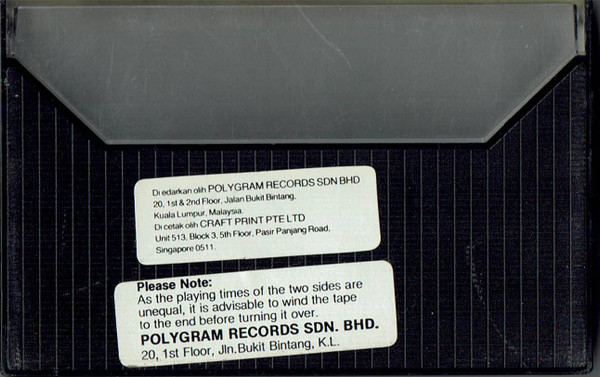 Di edarkan olih POLYGRAM RECORDS SDN BHD
20, 1st & 2nd Floor, Jalan Bukit Bintang,
Kuala Lumpur, Malaysia.
Di cetak olih CRAFT PRINT PTE LTD
Unit 513, Block 3, 5th Floor, Pasir Panjang Road,
Singapore 0511.
Please Note:
As the playing times of the two sides are
unequal, it is advisable to wind the tape
to the end before turning it over.
POLYGRAM RECORDS SDN. BHD.
20, 1st Floor, Jln.Bukit Bintang, K.L.